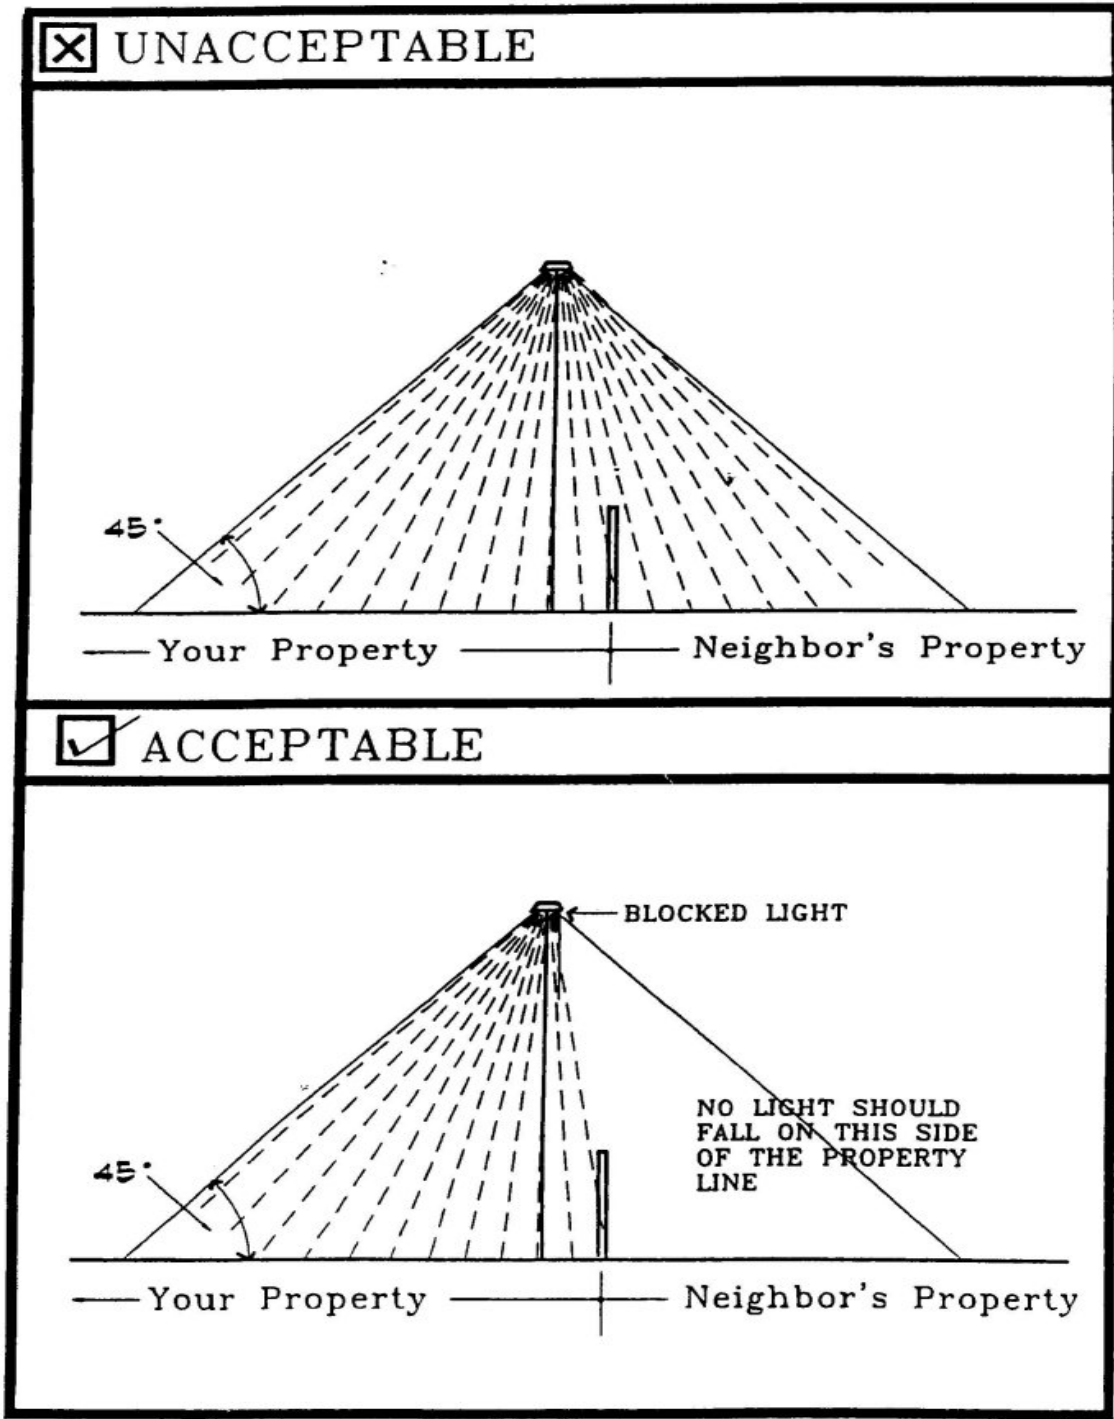 UNACCEPTABLE
45°
Your Property
Neighbor's Property
ACCEPTABLE
BLOCKED LIGHT
NO LIGHT SHOULD
FALL ON THIS SIDE
OF THE PROPERTY
LINE
45°
Your Property
Neighbor's Property